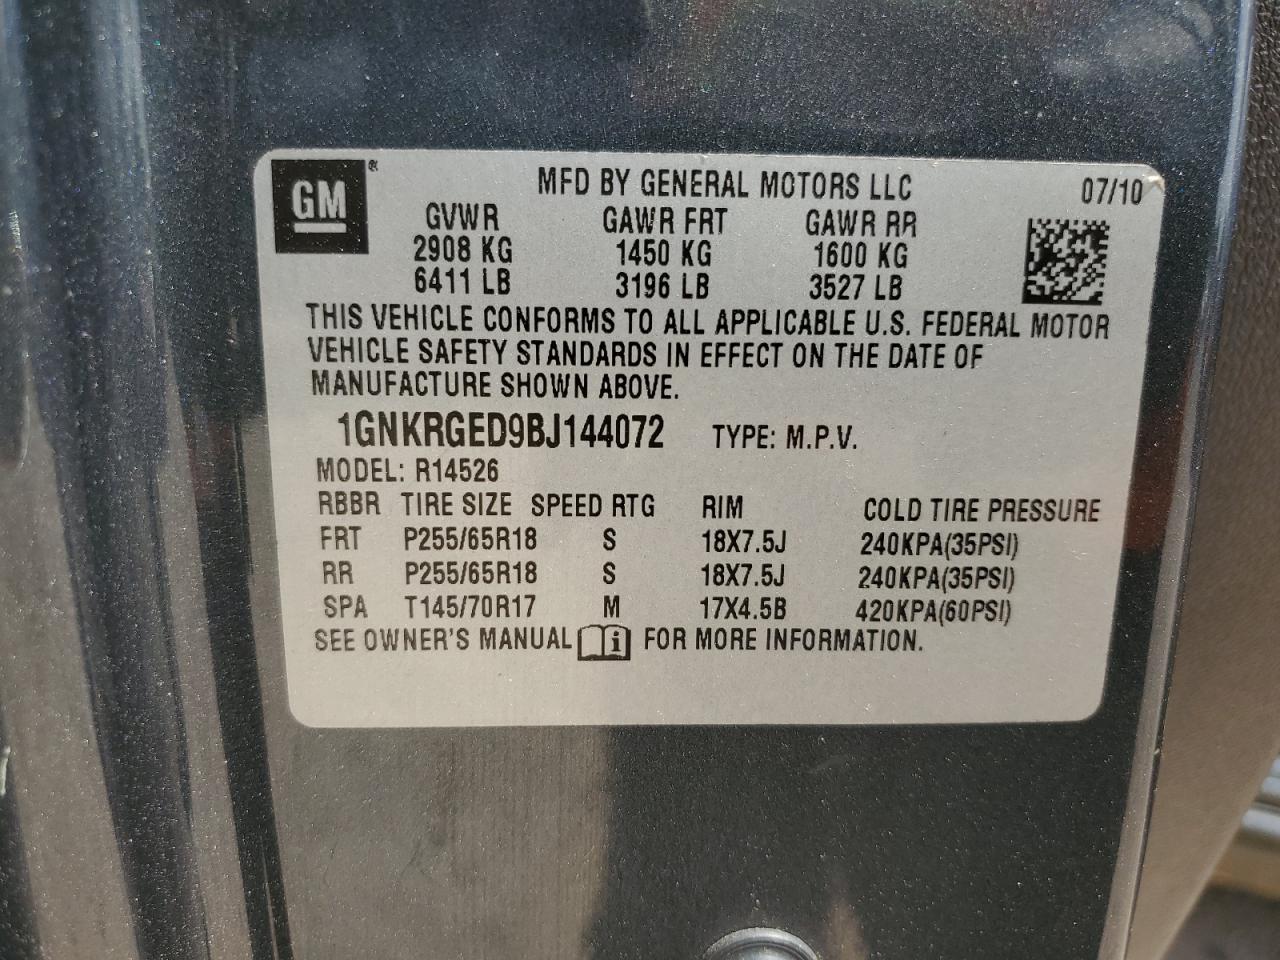 GM ®
MFD BY GENERAL MOTORS LLC 07/10
GVWR GAWR FRT GAWR RR
2908 KG 1450 KG 1600 KG
6411 LB 3196 LB 3527 LB
THIS VEHICLE CONFORMS TO ALL APPLICABLE U.S. FEDERAL MOTOR
VEHICLE SAFETY STANDARDS IN EFFECT ON THE DATE OF
MANUFACTURE SHOWN ABOVE.
1GNKRGED9BJ144072 TYPE: M.P.V.
MODEL: R14526
RBBR TIRE SIZE SPEED RTG RIM COLD TIRE PRESSURE
FRT P255/65R18 S 18X7.5J 240KPA(35PSI)
RR P255/65R18 S 18X7.5J 240KPA(35PSI)
SPA T145/70R17 M 17X4.5B 420KPA(60PSI)
SEE OWNER'S MANUAL i FOR MORE INFORMATION.